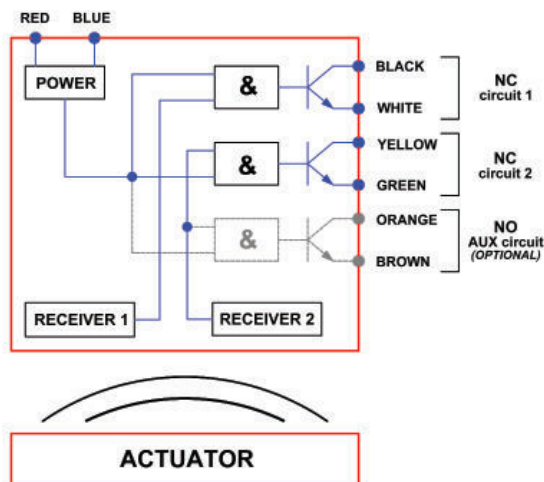 RED BLUE
POWER
&
BLACK
WHITE
NC
circuit 1
&
YELLOW
GREEN
NC
circuit 2
&
ORANGE
BROWN
NO
AUX circuit
(OPTIONAL)
RECEIVER 1
RECEIVER 2
ACTUATOR